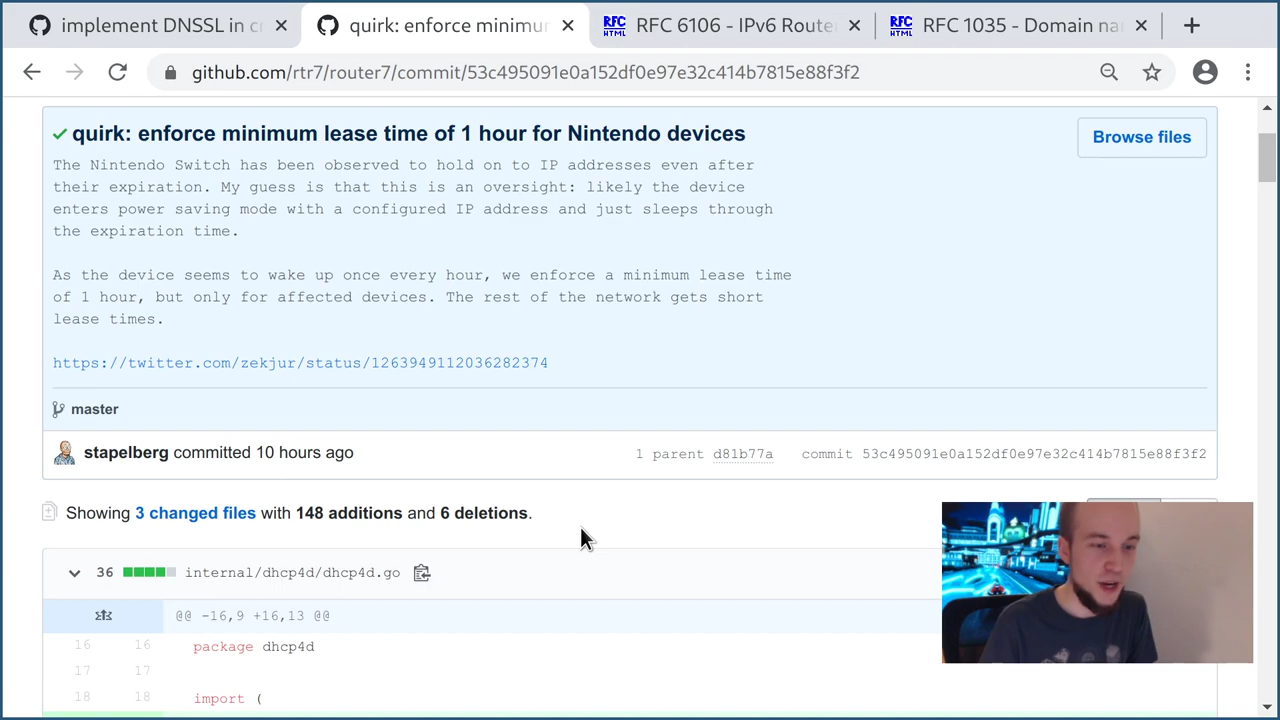 implement DNSSL in cr
quirk: enforce minimur
RFC 6106 - IPv6 Route
RFC 1035 - Domain na
github.com/rtr7/router7/commit/53c495091e0a152df0e97e32c414b7815e88f3f2
quirk: enforce minimum lease time of 1 hour for Nintendo devices
Browse files
The Nintendo Switch has been observed to hold on to IP addresses even after
their expiration. My guess is that this is an oversight: likely the device
enters power saving mode with a configured IP address and just sleeps through
the expiration time.
As the device seems to wake up once every hour, we enforce a minimum lease time
of 1 hour, but only for affected devices. The rest of the network gets short
lease times.
https://twitter.com/zekjur/status/1263949112036282374
master
stapelberg committed 10 hours ago
1 parent d81b77a commit 53c495091e0a152df0e97e32c414b7815e88f3f2
Showing 3 changed files with 148 additions and 6 deletions.
36 internal/dhcp4d/dhcp4d.go
@@ -16,9 +16,13 @@
16 16 package dhcp4d
17 17
18 18 import (